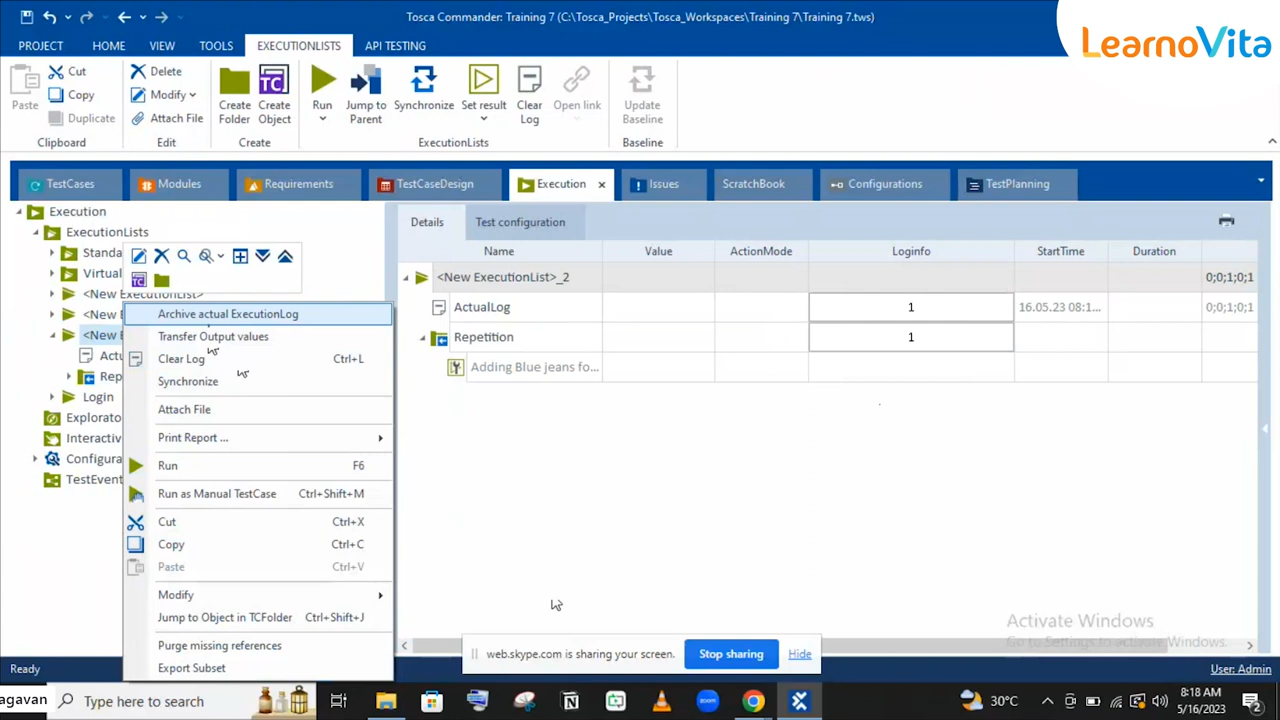 Tosca Commander: Training 7 (C:\Tosca_Projects\Tosca_Workspaces\Training 7\Training 7.tws)
LearnoVita
PROJECT HOME VIEW TOOLS EXECUTIONLISTS API TESTING
Paste Cut Copy Duplicate
Delete Modify Attach File
Create Folder Create Object
Run Jump to Parent Synchronize Set result Clear Log Open link
Update Baseline
Clipboard Edit Create ExecutionLists Baseline
TestCases Modules Requirements TestCaseDesign Execution x Issues ScratchBook Configurations TestPlanning
Execution
ExecutionLists
Standa
Virtual
<New ExecutionList>
<New E
<New E
Actu
Rep
Login
Explorato
Interactiv
Configura
TestEvent
Archive actual ExecutionLog
Transfer Output values
Clear Log Ctrl+L
Synchronize
Attach File
Print Report ...
Run F6
Run as Manual TestCase Ctrl+Shift+M
Cut Ctrl+X
Copy Ctrl+C
Paste Ctrl+V
Modify
Jump to Object in TCFolder Ctrl+Shift+J
Purge missing references
Export Subset
Details Test configuration
Name Value ActionMode Loginfo StartTime Duration
<New ExecutionList>_2 0;0;1;0;1
ActualLog 1 16.05.23 08:1... 0;0;1;0;1
Repetition 1
Adding Blue jeans fo...
Activate Windows
Go to Settings to activate Windows.
web.skype.com is sharing your screen. Stop sharing Hide
Ready User: Admin
agavan Type here to search 30°C 8:18 AM
5/16/2023 2